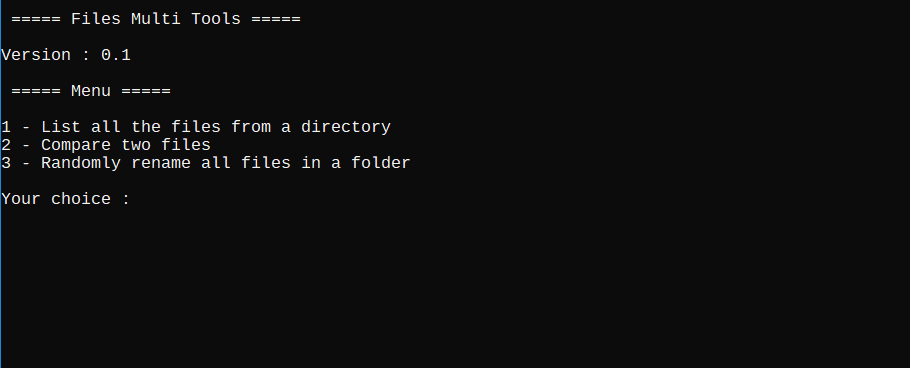 ===== Files Multi Tools =====
Version : 0.1
===== Menu =====
1 - List all the files from a directory
2 - Compare two files
3 - Randomly rename all files in a folder
Your choice :